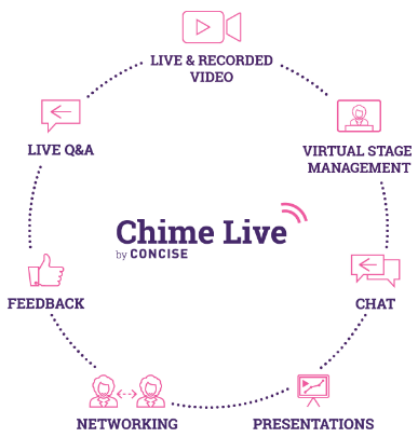 LIVE & RECORDED
VIDEO
LIVE Q&A
VIRTUAL STAGE
MANAGEMENT
Chime Live
by CONCISE
FEEDBACK
CHAT
NETWORKING
PRESENTATIONS